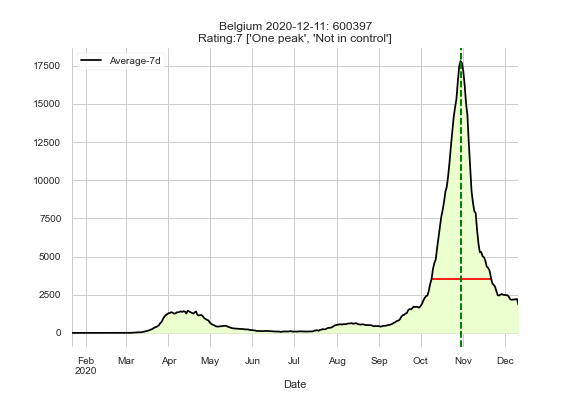 Belgium 2020-12-11: 600397
Rating:7 ['One peak', 'Not in control']
Average-7d
17500
15000
12500
10000
7500
5000
2500
0
Feb Mar Apr May Jun Jul Aug Sep Oct Nov Dec
2020
Date